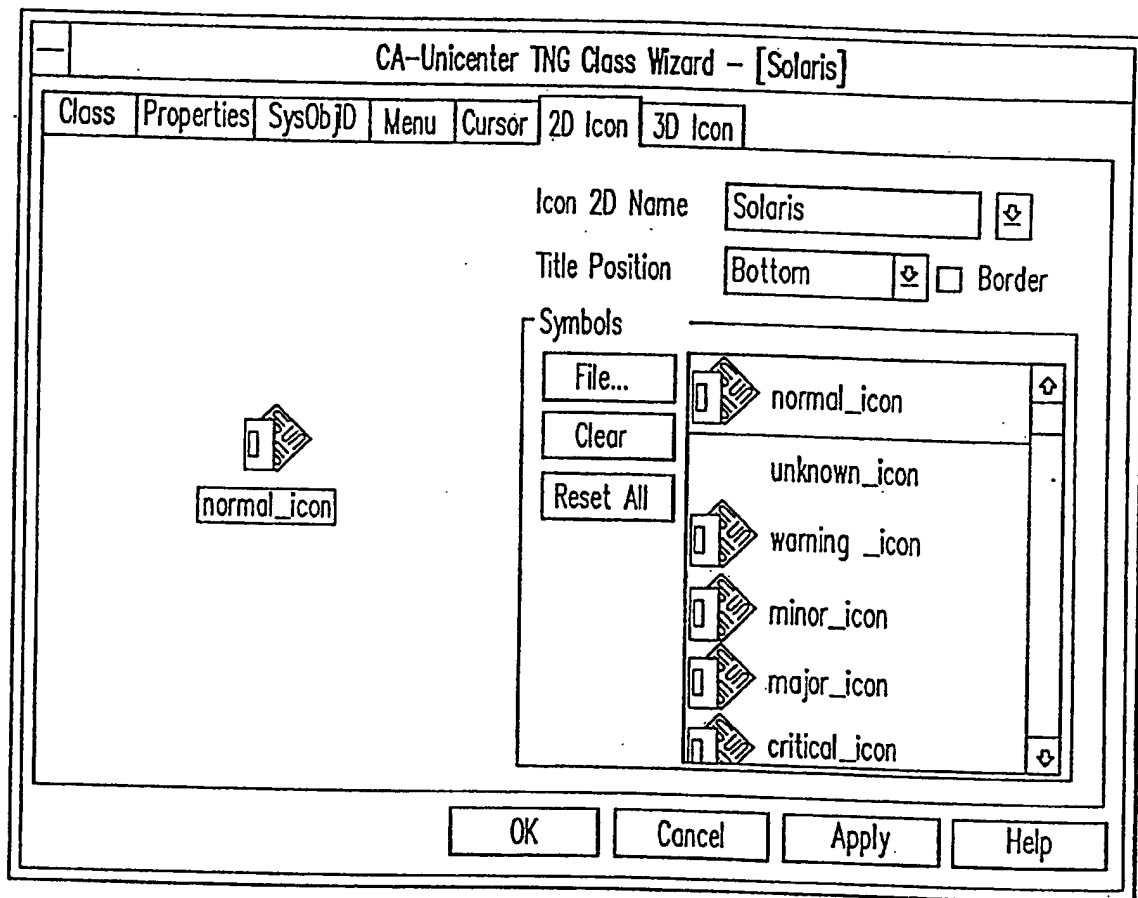 CA-Unicenter TNG Class Wizard - [Solaris]
Class Properties SysObjD Menu Cursor 2D Icon 3D Icon
Icon 2D Name Solaris
Title Position Bottom Border
Symbols
File...
Clear
Reset All
normal_icon
normal_icon
unknown_icon
warning _icon
minor_icon
major_icon
critical_icon
OK Cancel Apply Help